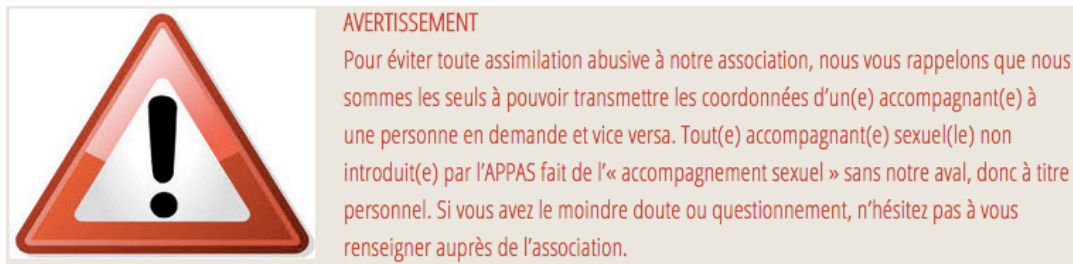 AVERTISSEMENT
Pour éviter toute assimilation abusive à notre association, nous vous rappelons que nous
sommes les seuls à pouvoir transmettre les coordonnées d’un(e) accompagnant(e) à
une personne en demande et vice versa. Tout(e) accompagnant(e) sexuel(le) non
introduit(e) par l’APPAS fait de l’« accompagnement sexuel » sans notre aval, donc à titre
personnel. Si vous avez le moindre doute ou questionnement, n’hésitez pas à vous
renseigner auprès de l’association.